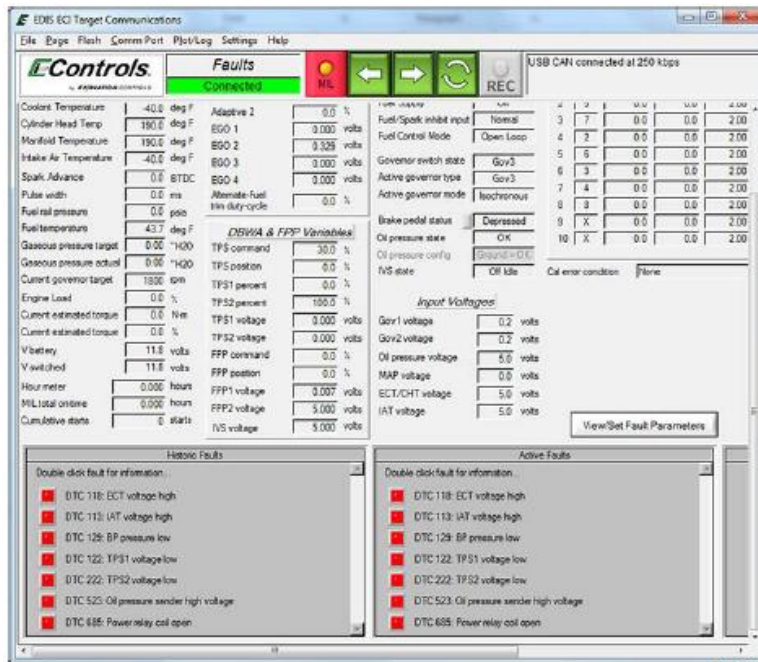 EDIS ECI Target Communications
File Page Flash Comm Port Plot/Log Settings Help
EControls.
Faults
Connected
MIL
REC
USB CAN connected at 250 kbps
Coolant Temperature -40.0 deg F
Cylinder Head Temp 190.0 deg F
Manifold Temperature 190.0 deg F
Intake Air Temperature -40.0 deg F
Spark Advance 0.0 BTDC
Pulse width 0.0 ms
Fuel rail pressure 0.0 psia
Fuel temperature 43.7 deg F
Gaseous pressure target 0.00 "H2O
Gaseous pressure actual 0.00 "H2O
Current governor target 1800 rpm
Engine Load 0.0 %
Current estimated torque 0.0 N-m
Current estimated torque 0.0 %
V battery 11.8 volts
V switched 11.8 volts
Hour meter 0.000 hours
MIL total on time 0.000 hours
Cumulative starts 0 starts
Adaptive 2 0.0 %
EGO 1 0.000 volts
EGO 2 0.326 volts
EGO 3 0.000 volts
EGO 4 0.000 volts
Alternate-Fuel
trim duty-cycle 0.0 %
DBWA & FPP Variables
TPS command 30.0 %
TPS position 0.0 %
TPS1 percent 0.0 %
TPS2 percent 100.0 %
TPS1 voltage 0.000 volts
TPS2 voltage 0.000 volts
FPP command 0.0 %
FPP position 0.0 %
FPP1 voltage 0.007 volts
FPP2 voltage 5.000 volts
IVS voltage 5.000 volts
Fuel/Spark inhibit input Normal
Fuel Control Mode Open Loop
Governor switch state Gov3
Active governor type Gov3
Active governor mode Isochronous
Brake pedal status Depressed
Oil pressure state OK
Oil pressure config Ground = OK
IVS state Off Idle
Input Voltages
Gov1 voltage 0.2 volts
Gov2 voltage 0.2 volts
Oil pressure voltage 5.0 volts
MAP voltage 0.0 volts
ECT/CHT voltage 5.0 volts
IAT voltage 5.0 volts
3 7 0.0 0.0 2.00
4 2 0.0 0.0 2.00
5 6 0.0 0.0 2.00
6 3 0.0 0.0 2.00
7 4 0.0 0.0 2.00
8 8 0.0 0.0 2.00
9 X 0.0 0.0 2.00
10 X 0.0 0.0 2.00
Cal error condition None
View/Set Fault Parameters
Historic Faults
Double click fault for information...
DTC 118: ECT voltage high
DTC 113: IAT voltage high
DTC 129: BP pressure low
DTC 122: TPS1 voltage low
DTC 222: TPS2 voltage low
DTC 523: Oil pressure sender high voltage
DTC 685: Power relay coil open
Active Faults
Double click fault for information...
DTC 118: ECT voltage high
DTC 113: IAT voltage high
DTC 129: BP pressure low
DTC 122: TPS1 voltage low
DTC 222: TPS2 voltage low
DTC 523: Oil pressure sender high voltage
DTC 685: Power relay coil open